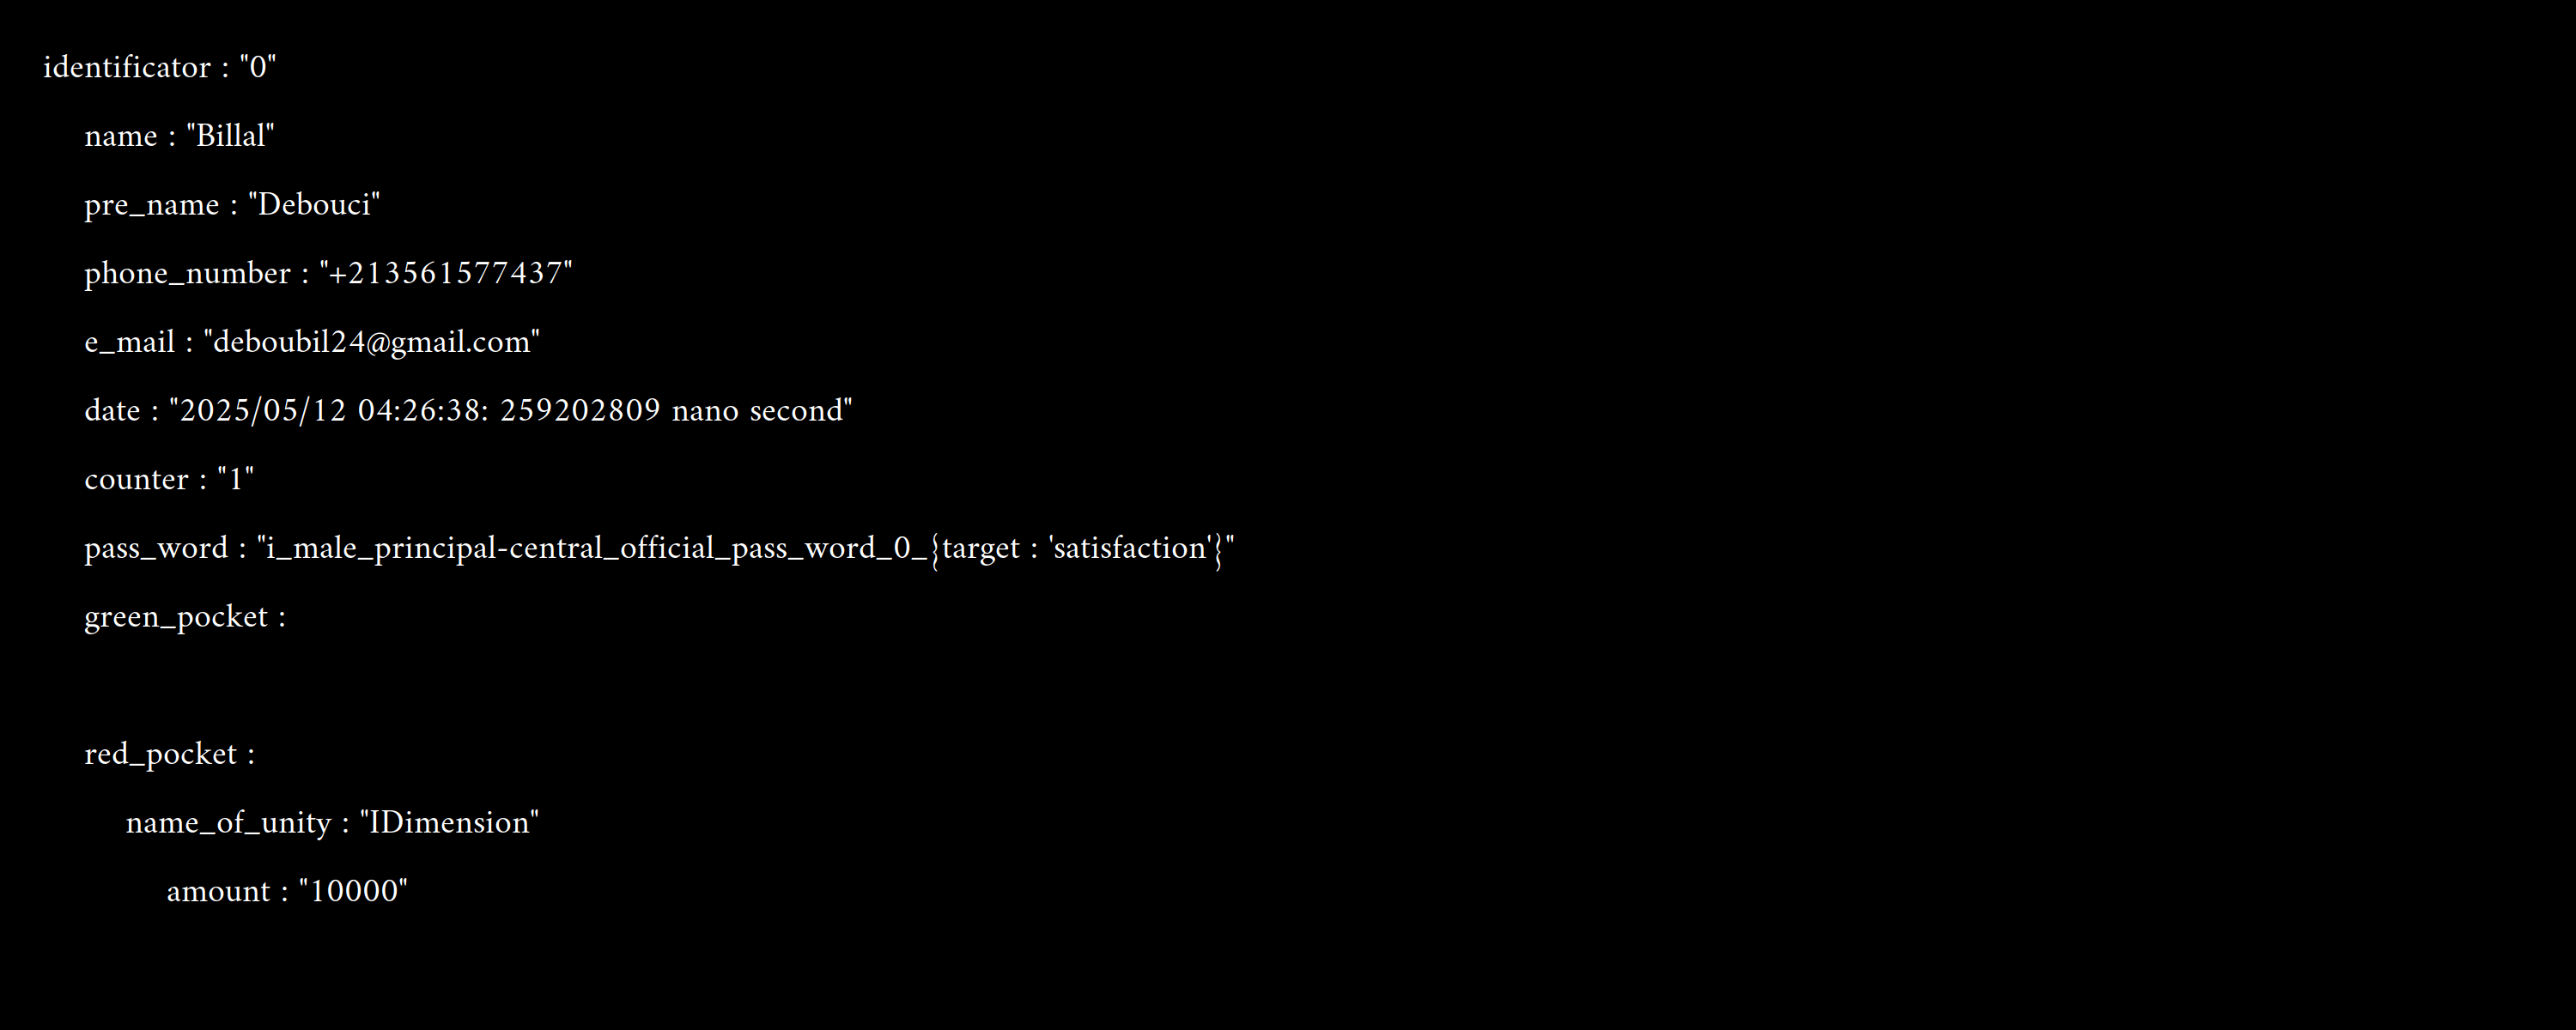 identificator : "0"
name : "Billal"
pre_name : "Debouci"
phone_number : "+213561577437"
e_mail : "deboubil24@gmail.com"
date : "2025/05/12 04:26:38: 259202809 nano second"
counter : "1"
pass_word : "i_male_principal-central_official_pass_word_0_{target : 'satisfaction'}"
green_pocket :
red_pocket :
name_of_unity : "IDimension"
amount : "10000"